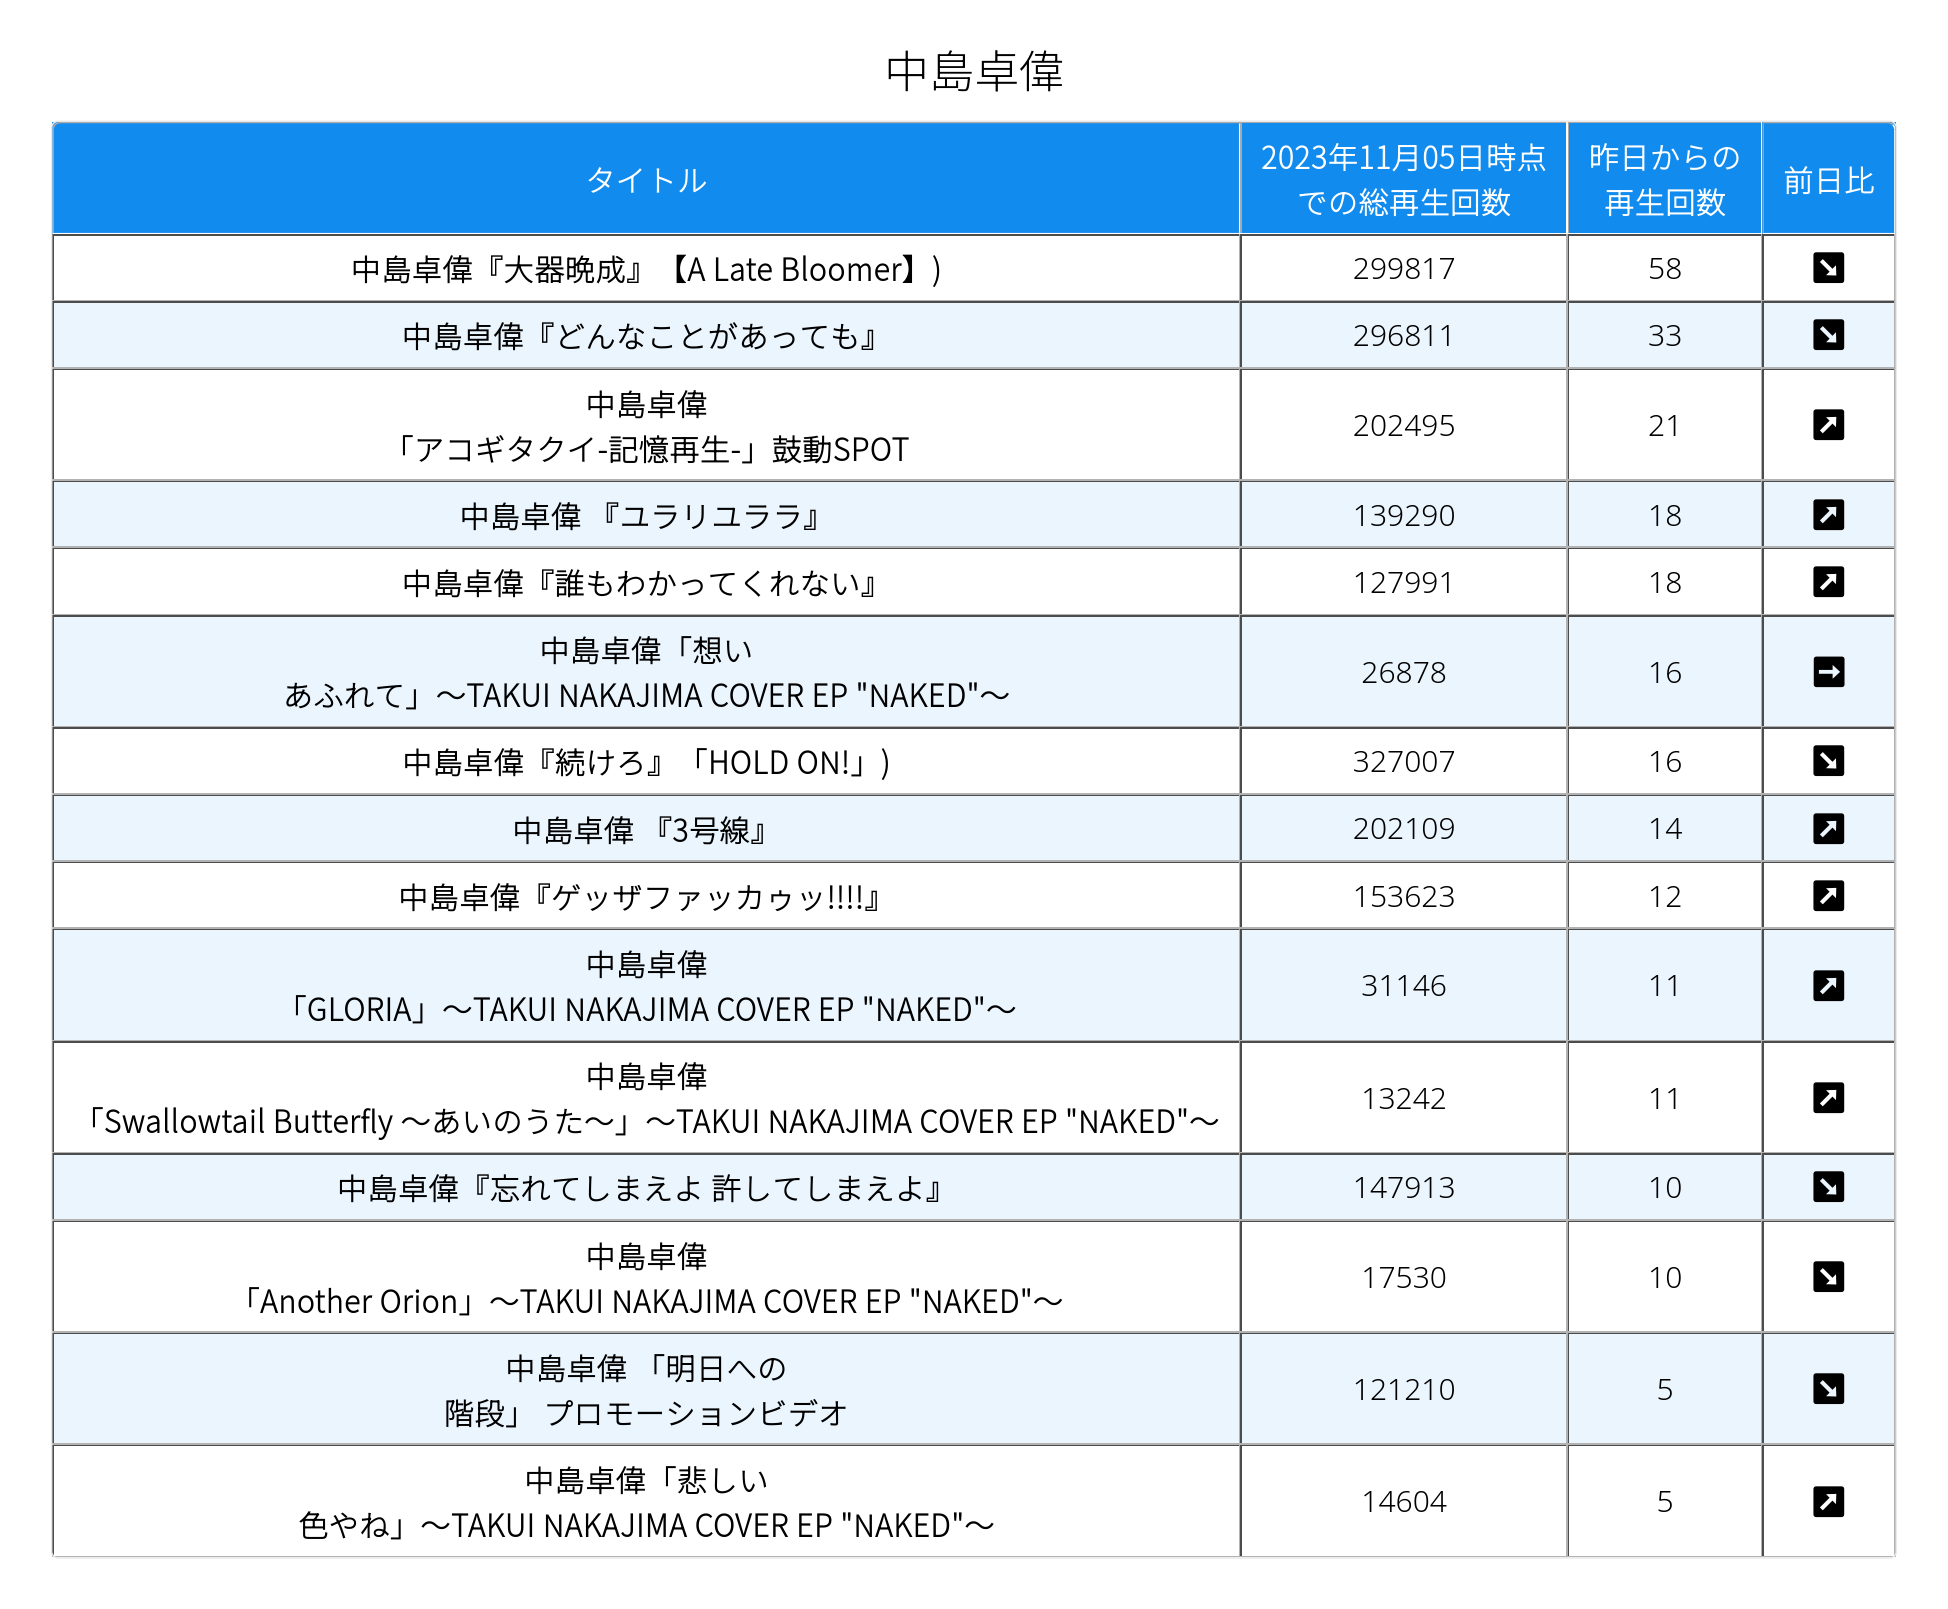 中島卓偉
タイトル
2023年11月05日時点
での総再生回数
昨日からの
再生回数
前日比
中島卓偉『大器晩成』【A Late Bloomer】)
299817
58
中島卓偉『どんなことがあっても』
296811
33
中島卓偉
「アコギタクイ-記憶再生-」鼓動SPOT
202495
21
中島卓偉 『ユラリユララ』
139290
18
中島卓偉『誰もわかってくれない』
127991
18
中島卓偉「想い
あふれて」～TAKUI NAKAJIMA COVER EP "NAKED"～
26878
16
中島卓偉『続けろ』「HOLD ON!」)
327007
16
中島卓偉 『3号線』
202109
14
中島卓偉『ゲッザファッカゥッ!!!!』
153623
12
中島卓偉
「GLORIA」～TAKUI NAKAJIMA COVER EP "NAKED"～
31146
11
中島卓偉
「Swallowtail Butterfly ～あいのうた～」～TAKUI NAKAJIMA COVER EP "NAKED"～
13242
11
中島卓偉『忘れてしまえよ 許してしまえよ』
147913
10
中島卓偉
「Another Orion」～TAKUI NAKAJIMA COVER EP "NAKED"～
17530
10
中島卓偉 「明日への
階段」 プロモーションビデオ
121210
5
中島卓偉「悲しい
色やね」～TAKUI NAKAJIMA COVER EP "NAKED"～
14604
5